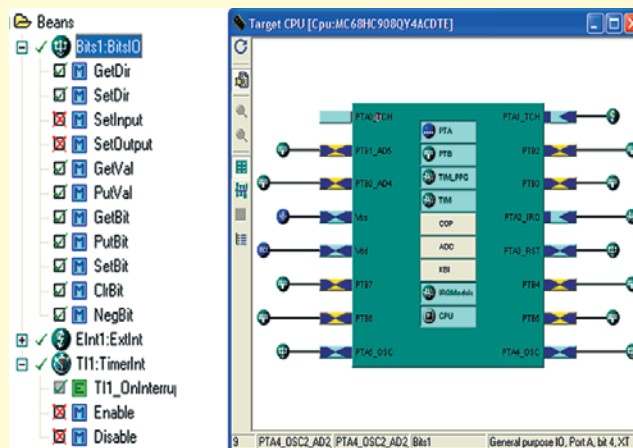 Beans
Bits1:BitsIO
GetDir
SetDir
SetInput
SetOutput
GetVal
PutVal
GetBit
PutBit
SetBit
ClrBit
NegBit
EInt1:ExtInt
TI1:TimerInt
TI1_OnInterrup
Enable
Disable
Target CPU [Cpu:MC68HC908QY4ACDTE]
PTA0_TCH
PTB1_AD5
PTB0_AD4
Vss
Vdd
PTB7
PTB6
PTA5_OSC
PTA
PTB
TIM_PPG
TIM
COP
ADC
KBI
IRQModule
CPU
PTA1_TCH
PTB2
PTB3
PTA2_IRQ
PTA3_RST
PTB4
PTB5
PTA4_OSC
9 PTA4_OSC2_AD2 PTA4_OSC2_AD2 Bits1 General purpose IO, Port A, bit 4, XT